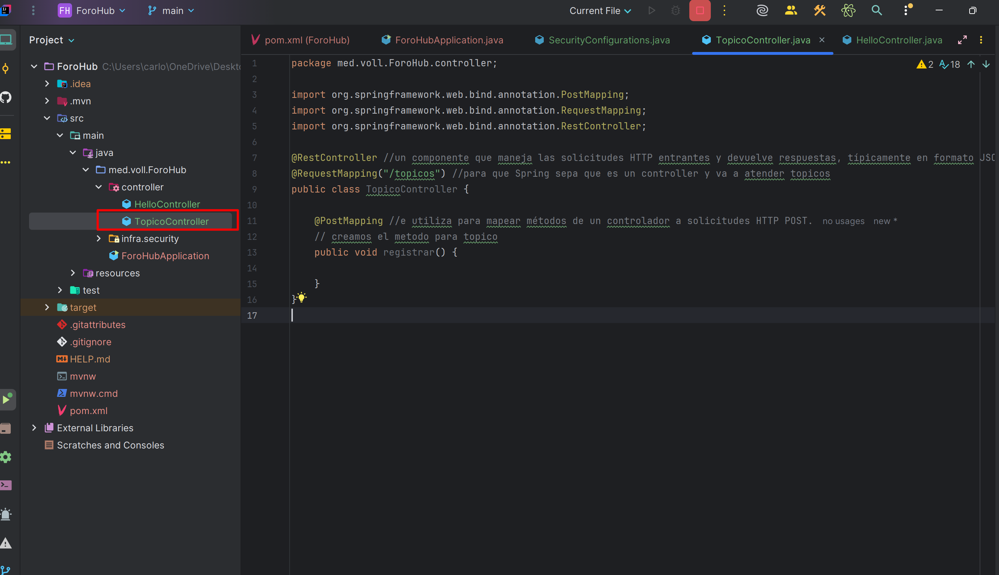 FH ForoHub main Current File
Project
pom.xml (ForoHub) ForoHubApplication.java SecurityConfigurations.java TopicoController.java HelloController.java
ForoHub C:\Users\carlo\OneDrive\Deskto
.idea
.mvn
src
main
java
med.voll.ForoHub
controller
HelloController
TopicoController
infra.security
ForoHubApplication
resources
test
target
.gitattributes
.gitignore
HELP.md
mvnw
mvnw.cmd
pom.xml
External Libraries
Scratches and Consoles
2 18
1 package med.voll.ForoHub.controller;
2
3 import org.springframework.web.bind.annotation.PostMapping;
4 import org.springframework.web.bind.annotation.RequestMapping;
5 import org.springframework.web.bind.annotation.RestController;
6
7 @RestController //un componente que maneja las solicitudes HTTP entrantes y devuelve respuestas, típicamente en formato JSO
8 @RequestMapping("/topicos") //para que Spring sepa que es un controller y va a atender topicos
9 public class TopicoController {
10
11 @PostMapping //e utiliza para mapear métodos de un controlador a solicitudes HTTP POST. no usages new *
12 // creamos el metodo para topico
13 public void registrar() {
14
15 }
16 }
17